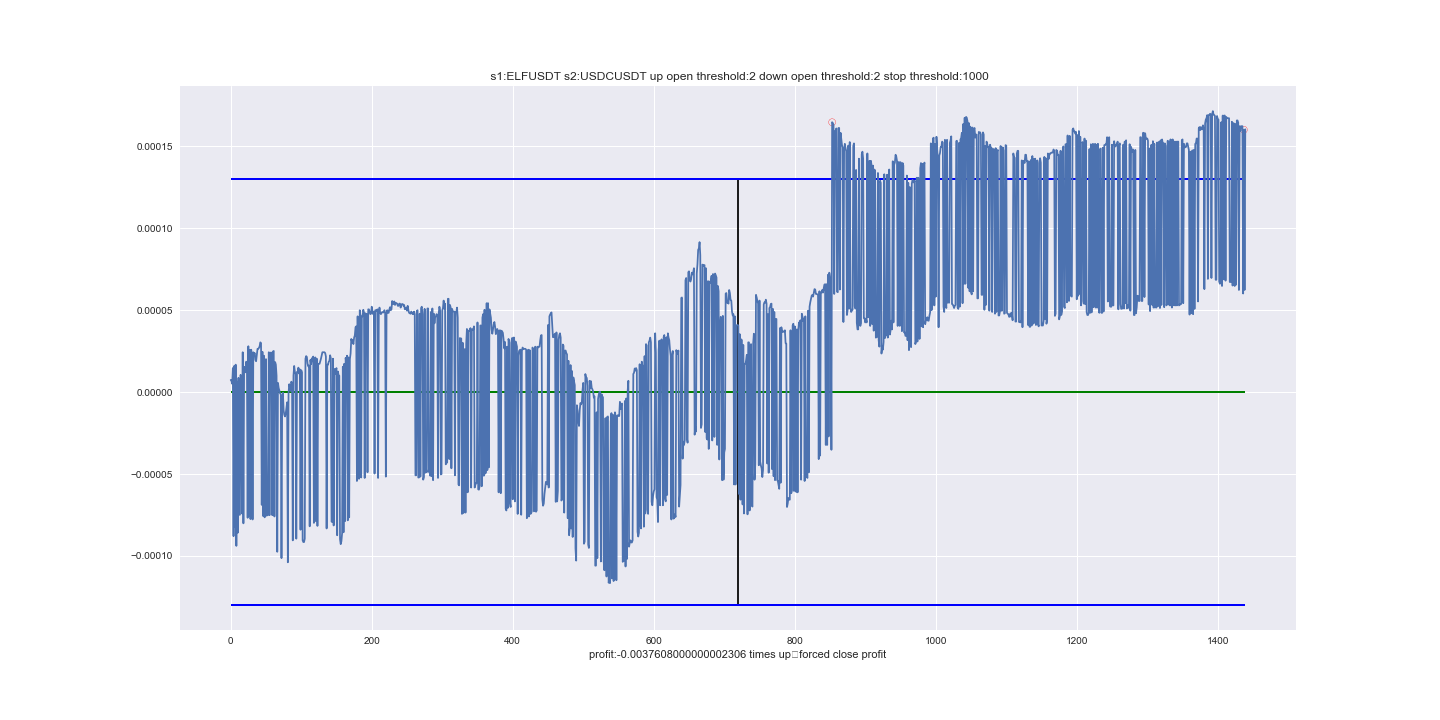 s1:ELFUSDT s2:USDCUSDT up open threshold:2 down open threshold:2 stop threshold:1000
0.00015
0.00010
0.00005
0.00000
−0.00005
−0.00010
0 200 400 600 800 1000 1200 1400
profit:-0.0037608000000002306 times up□forced close profit